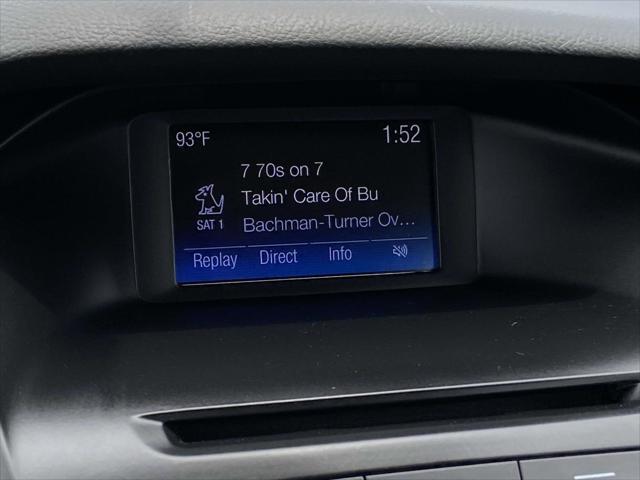 93°F 1:52
7 70s on 7
Takin' Care Of Bu
SAT 1 Bachman-Turner Ov...
Replay Direct Info